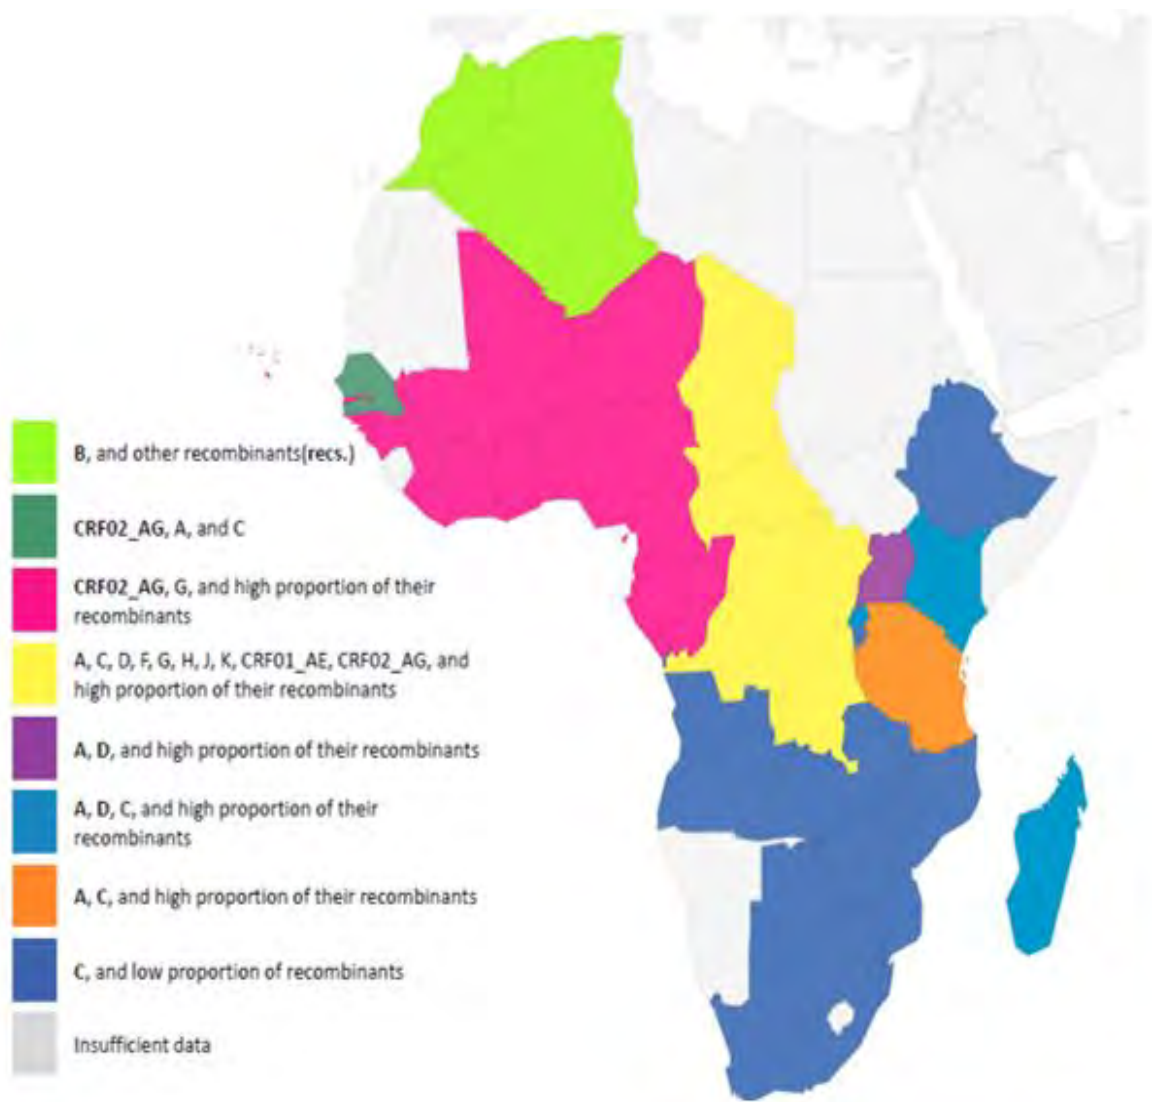 B, and other recombinants(recs.)
CRF02_AG, A, and C
CRF02_AG, G, and high proportion of their
recombinants
A, C, D, F, G, H, J, K, CRF01_AE, CRF02_AG, and
high proportion of their recombinants
A, D, and high proportion of their recombinants
A, D, C, and high proportion of their
recombinants
A, C, and high proportion of their recombinants
C, and low proportion of recombinants
Insufficient data